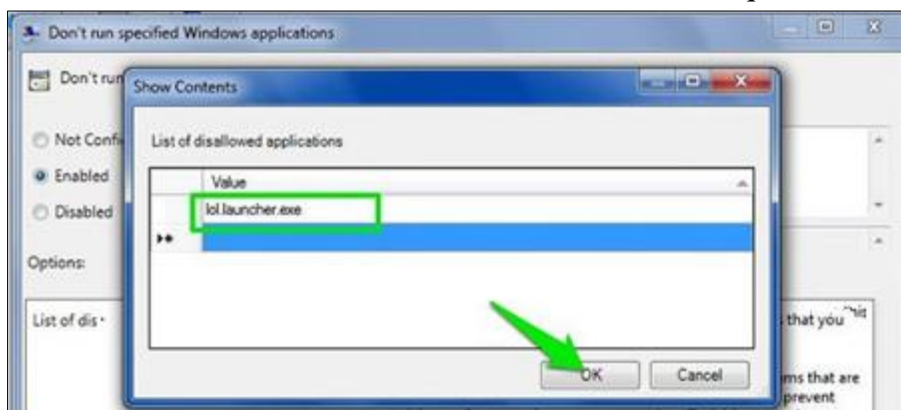 Don't run specified Windows applications
Don't run
Show Contents
Not Confi
List of disallowed applications
Enabled
Value
Disabled
lol.launcher.exe
Options:
List of dis
that you
OK
Cancel
ms that are
prevent